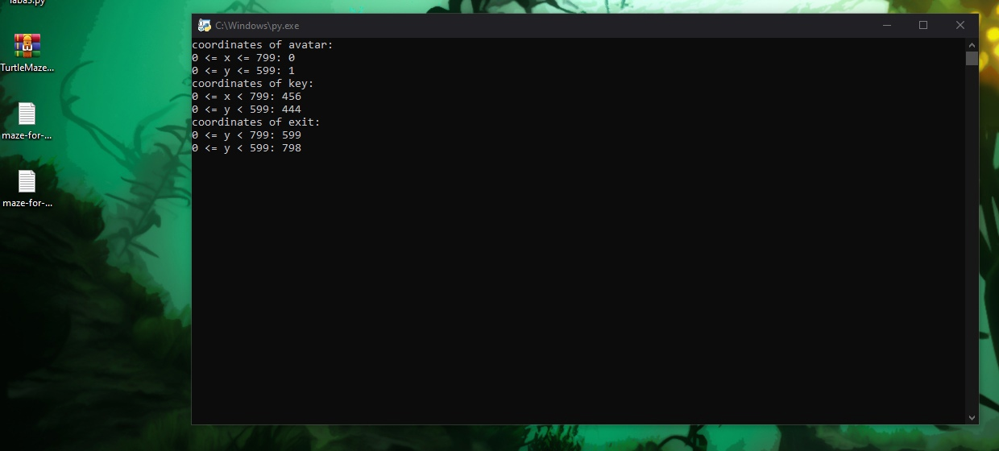 laba3.py
TurtleMaze...
maze-for-...
maze-for-...
C:\Windows\py.exe
coordinates of avatar:
0 <= x <= 799: 0
0 <= y <= 599: 1
coordinates of key:
0 <= x < 799: 456
0 <= y < 599: 444
coordinates of exit:
0 <= y < 799: 599
0 <= y < 599: 798